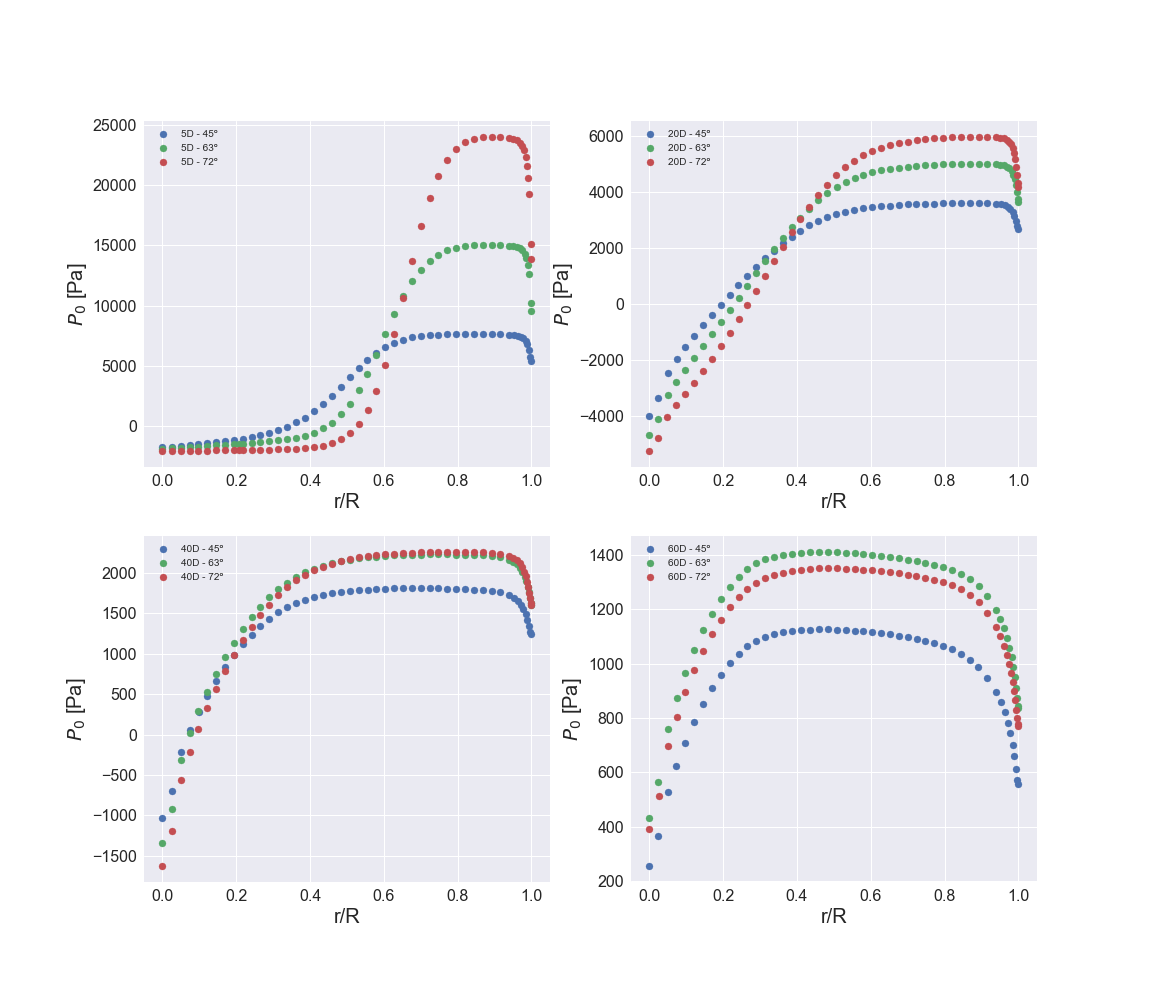 5D - 45°
5D - 63°
5D - 72°
25000
20000
15000
10000
5000
0
P₀ [Pa]
0.0 0.2 0.4 0.6 0.8 1.0
r/R
20D - 45°
20D - 63°
20D - 72°
6000
4000
2000
0
−2000
−4000
P₀ [Pa]
0.0 0.2 0.4 0.6 0.8 1.0
r/R
40D - 45°
40D - 63°
40D - 72°
2000
1500
1000
500
0
−500
−1000
−1500
P₀ [Pa]
0.0 0.2 0.4 0.6 0.8 1.0
r/R
60D - 45°
60D - 63°
60D - 72°
1400
1200
1000
800
600
400
200
P₀ [Pa]
0.0 0.2 0.4 0.6 0.8 1.0
r/R